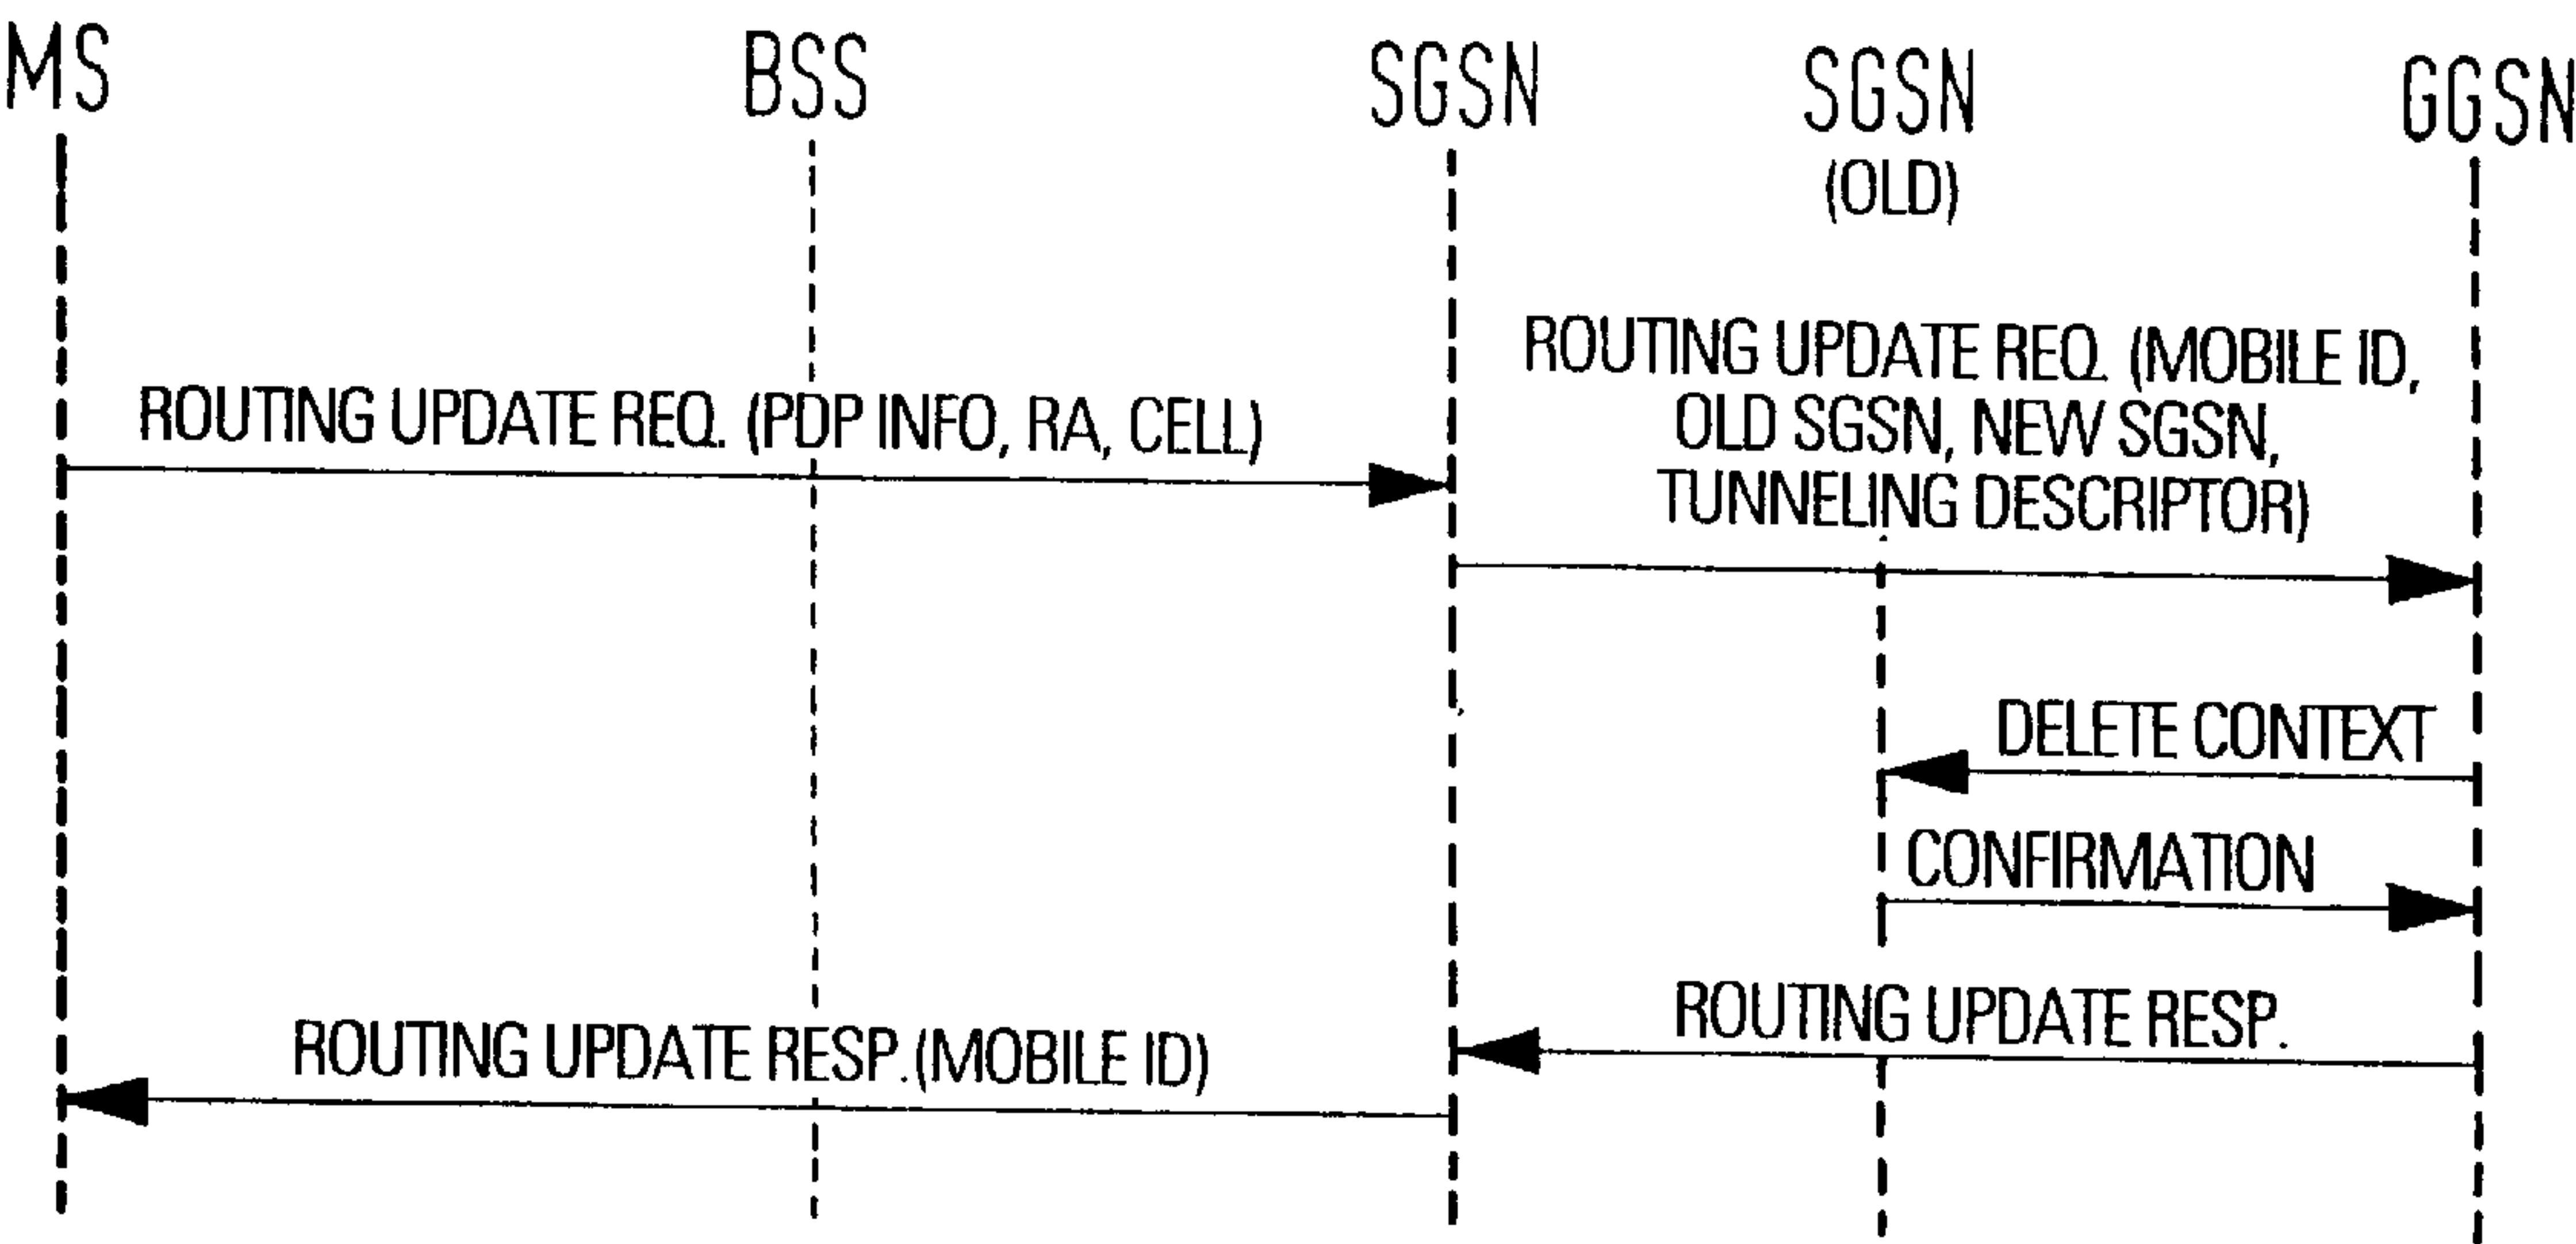 MS
BSS
SGSN
SGSN
(OLD)
GGSN
ROUTING UPDATE REQ. (PDP INFO, RA, CELL)
ROUTING UPDATE REQ. (MOBILE ID,
OLD SGSN, NEW SGSN,
TUNNELING DESCRIPTOR)
DELETE CONTEXT
CONFIRMATION
ROUTING UPDATE RESP.
ROUTING UPDATE RESP.(MOBILE ID)